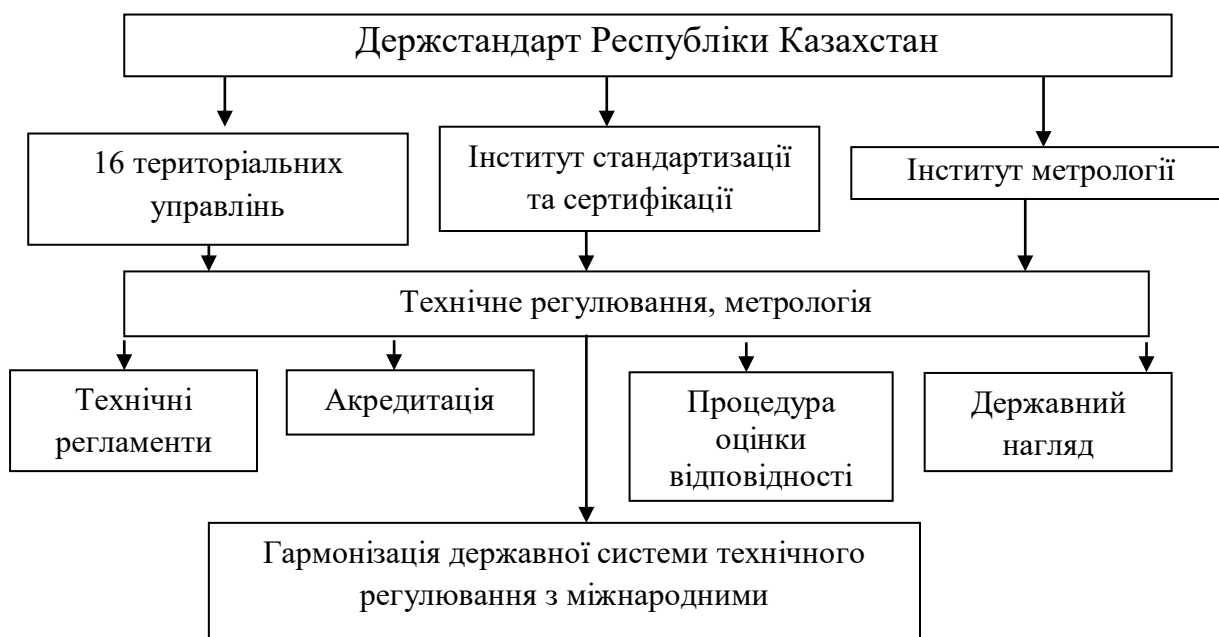 Держстандарт Республіки Казахстан
16 територіальних
управлінь
Інститут стандартизації
та сертифікації
Інститут метрології
Технічне регулювання, метрологія
Технічні
регламенти
Акредитація
Процедура
оцінки
відповідності
Державний
нагляд
Гармонізація державної системи технічного
регулювання з міжнародними